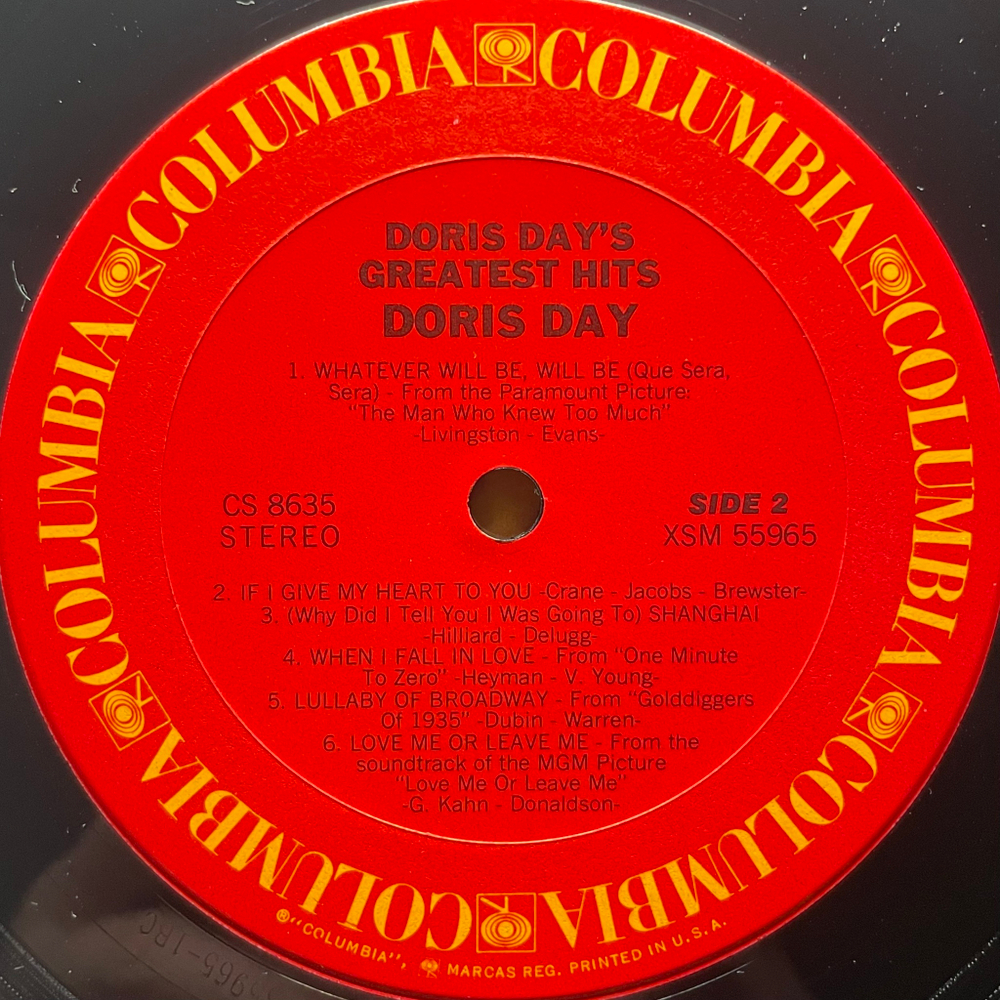 COLUMBIA COLUMBIA COLUMBIA COLUMBIA COLUMBIA COLUMBIA
DORIS DAY'S
GREATEST HITS
DORIS DAY
1. WHATEVER WILL BE, WILL BE (Que Sera,
Sera) - From the Paramount Picture:
"The Man Who Knew Too Much"
-Livingston - Evans-
CS 8635
STEREO
SIDE 2
XSM 55965
2. IF I GIVE MY HEART TO YOU -Crane - Jacobs - Brewster-
3. (Why Did I Tell You I Was Going To) SHANGHAI
-Hilliard - Delugg-
4. WHEN I FALL IN LOVE - From "One Minute
To Zero" -Heyman - V. Young-
5. LULLABY OF BROADWAY - From "Golddiggers
Of 1935" -Dubin - Warren-
6. LOVE ME OR LEAVE ME - From the
soundtrack of the MGM Picture
"Love Me Or Leave Me"
-G. Kahn - Donaldson-
®"COLUMBIA", MARCAS REG. PRINTED IN U.S.A.